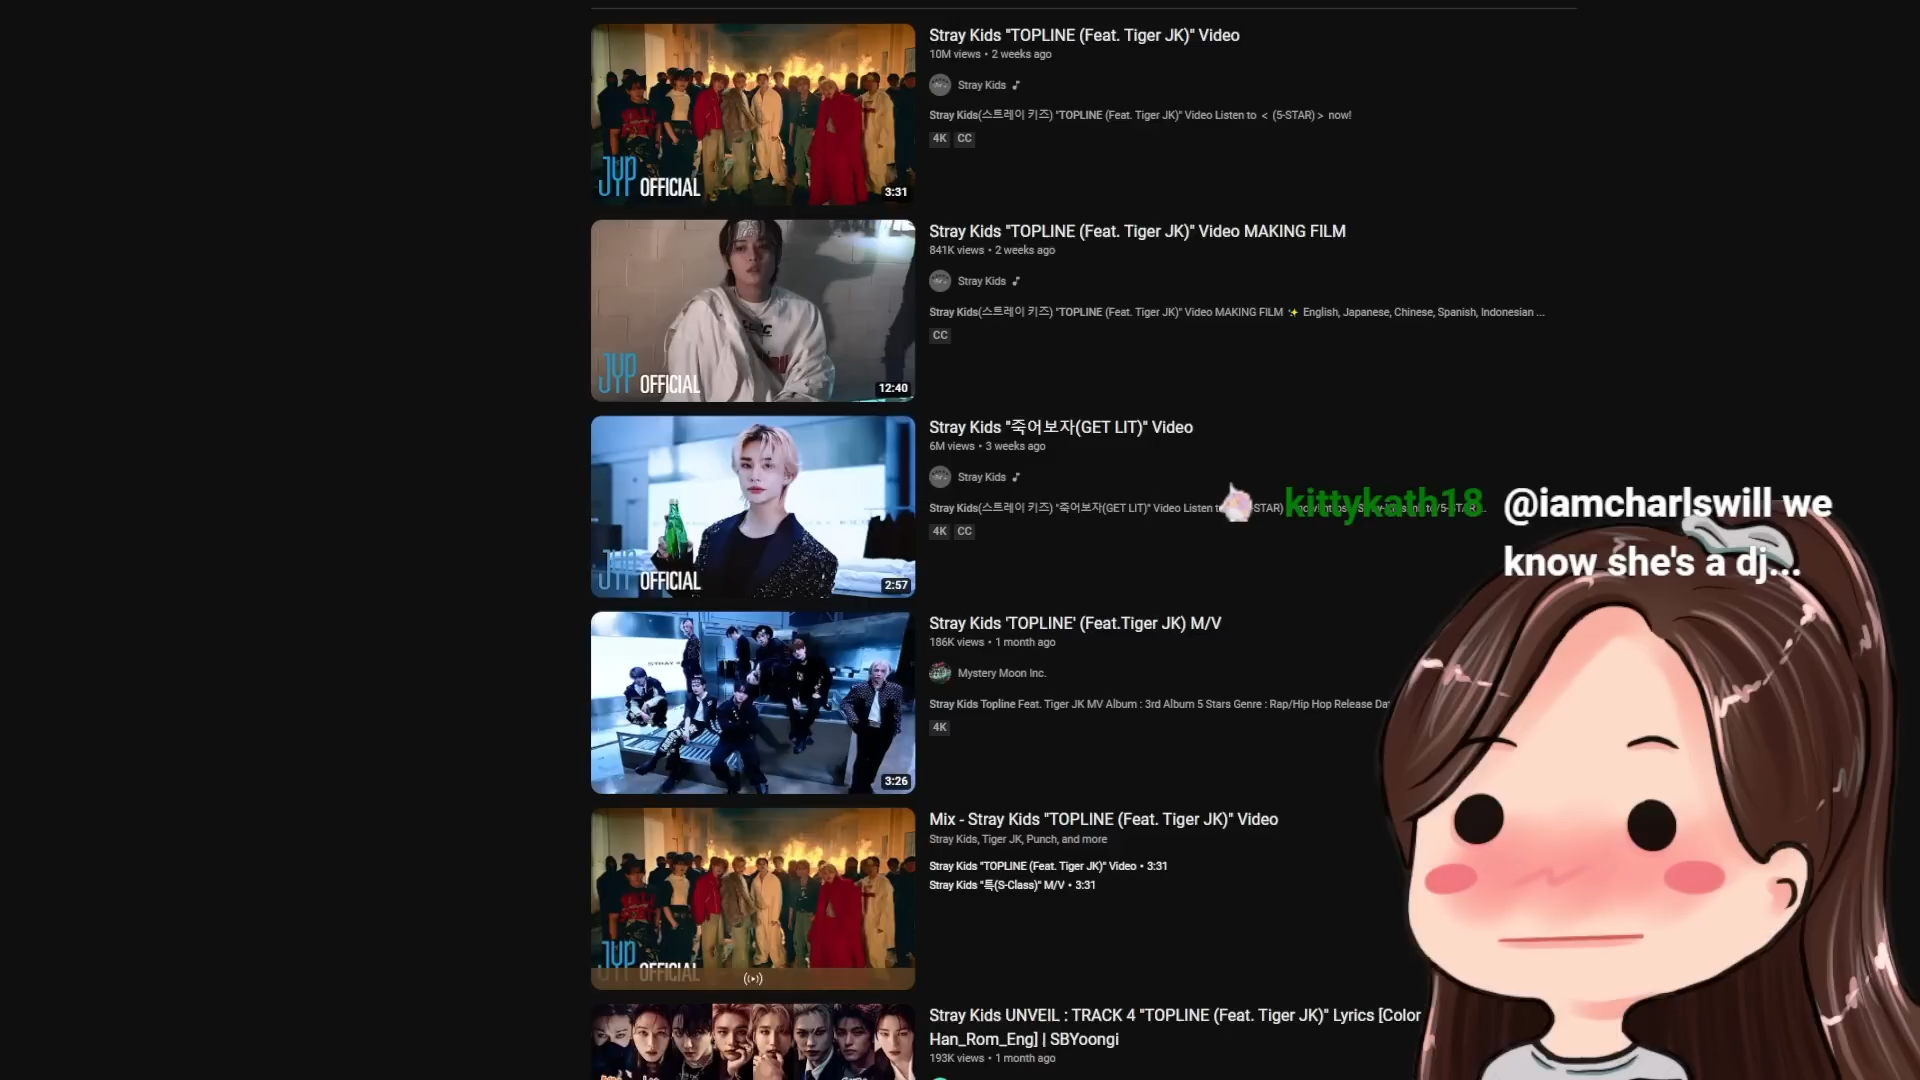 Stray Kids "TOPLINE (Feat. Tiger JK)" Video
10M views • 2 weeks ago
Stray Kids
Stray Kids(스트레이 키즈) "TOPLINE (Feat. Tiger JK)" Video Listen to < (5-STAR) > now!
4K CC
JYP OFFICIAL
3:31
Stray Kids "TOPLINE (Feat. Tiger JK)" Video MAKING FILM
841K views • 2 weeks ago
Stray Kids
Stray Kids(스트레이 키즈) "TOPLINE (Feat. Tiger JK)" Video MAKING FILM ✨ English, Japanese, Chinese, Spanish, Indonesian ...
CC
JYP OFFICIAL
12:40
Stray Kids "죽어보자(GET LIT)" Video
6M views • 3 weeks ago
Stray Kids
Stray Kids(스트레이 키즈) "죽어보자(GET LIT)" Video Listen
4K CC
JYP OFFICIAL
2:57
kittykath18 @iamcharlswill we
know she's a dj...
Stray Kids 'TOPLINE' (Feat.Tiger JK) M/V
186K views • 1 month ago
Mystery Moon Inc.
Stray Kids Topline Feat. Tiger JK MV Album : 3rd Album 5 Stars Genre : Rap/Hip Hop Release
4K
3:26
Mix - Stray Kids "TOPLINE (Feat. Tiger JK)" Video
Stray Kids, Tiger JK, Punch, and more
Stray Kids "TOPLINE (Feat. Tiger JK)" Video • 3:31
Stray Kids "특(S-Class)" M/V • 3:31
JYP OFFICIAL
Stray Kids UNVEIL : TRACK 4 "TOPLINE (Feat. Tiger JK)" Lyrics [Color
Han_Rom_Eng] | SBYoongi
193K views • 1 month ago